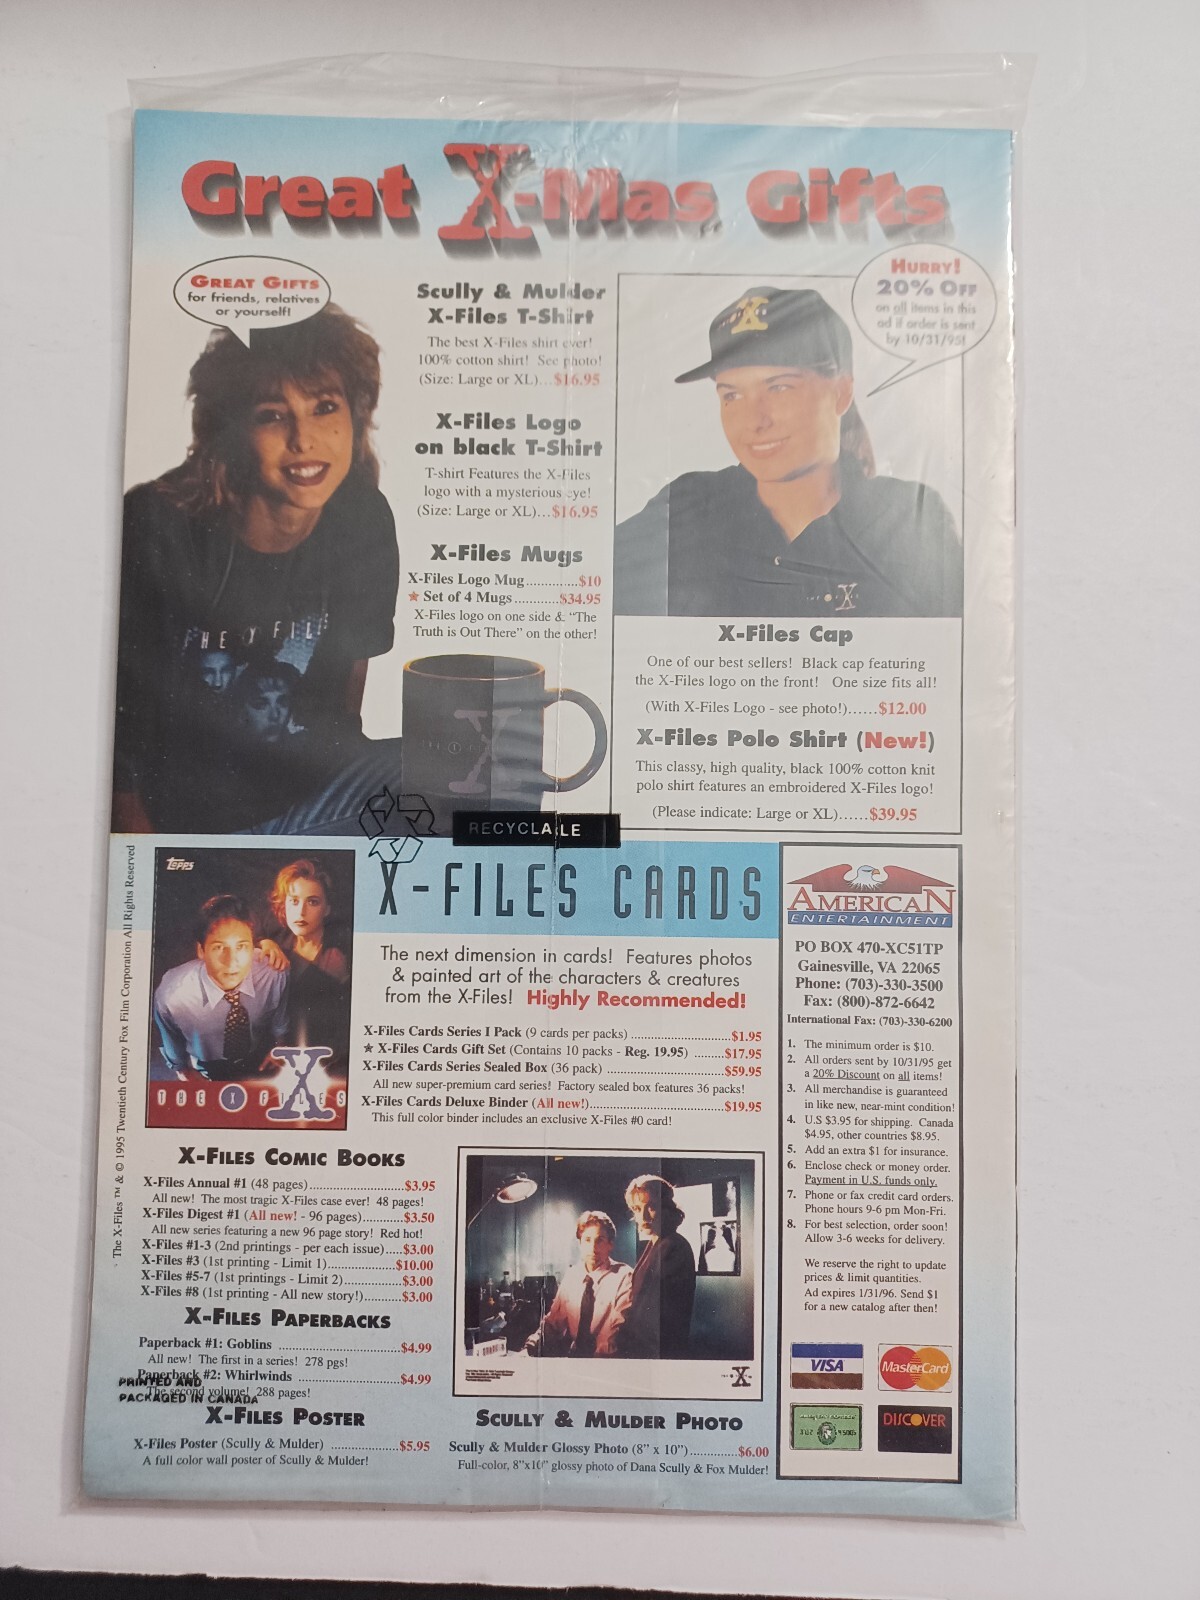 Great X-Mas Gifts
GREAT GIFTS
for friends, relatives
or yourself!
Scully & Mulder
X-Files T-Shirt
The best X-Files shirt ever!
100% cotton shirt! See photo!
(Size: Large or XL)...$16.95
X-Files Logo
on black T-Shirt
T-shirt Features the X-Files
logo with a mysterious eye!
(Size: Large or XL)...$16.95
X-Files Mugs
X-Files Logo Mug.............$10
★ Set of 4 Mugs...........$34.95
X-Files logo on one side & "The
Truth is Out There" on the other!
HURRY!
20% OFF
on all items in this
ad if order is sent
by 10/31/95!
THE X FILES
X
X-Files Cap
One of our best sellers! Black cap featuring
the X-Files logo on the front! One size fits all!
(With X-Files Logo - see photo!)......$12.00
X-Files Polo Shirt (New!)
This classy, high quality, black 100% cotton knit
polo shirt features an embroidered X-Files logo!
(Please indicate: Large or XL)......$39.95
RECYCLABLE
The X-Files ™ & © 1995 Twentieth Century Fox Film Corporation All Rights Reserved
Topps
THE X FILES
X
X-FILES CARDS
The next dimension in cards! Features photos
& painted art of the characters & creatures
from the X-Files! Highly Recommended!
X-Files Cards Series I Pack (9 cards per packs) ..........................$1.95
★ X-Files Cards Gift Set (Contains 10 packs - Reg. 19.95) ........$17.95
X-Files Cards Series Sealed Box (36 pack) ..............................$59.95
All new super-premium card series! Factory sealed box features 36 packs!
X-Files Cards Deluxe Binder (All new!)...................................$19.95
This full color binder includes an exclusive X-Files #0 card!
X-FILES COMIC BOOKS
X-Files Annual #1 (48 pages)........................$3.95
All new! The most tragic X-Files case ever! 48 pages!
X-Files Digest #1 (All new! - 96 pages)...........$3.50
All new series featuring a new 96 page story! Red hot!
X-Files #1-3 (2nd printings - per each issue).....$3.00
X-Files #3 (1st printing - Limit 1)..................$10.00
X-Files #5-7 (1st printings - Limit 2)...............$3.00
X-Files #8 (1st printing - All new story!)..........$3.00
X-FILES PAPERBACKS
Paperback #1: Goblins ...............................$4.99
All new! The first in a series! 278 pgs!
Paperback #2: Whirlwinds ..........................$4.99
PRINTED AND
The second volume! 288 pages!
PACKAGED IN CANADA
X-FILES POSTER
X-Files Poster (Scully & Mulder) .................$5.95
A full color wall poster of Scully & Mulder!
X
SCULLY & MULDER PHOTO
Scully & Mulder Glossy Photo (8" x 10").............$6.00
Full-color, 8"x10" glossy photo of Dana Scully & Fox Mulder!
AMERICAN
ENTERTAINMENT
PO BOX 470-XC51TP
Gainesville, VA 22065
Phone: (703)-330-3500
Fax: (800)-872-6642
International Fax: (703)-330-6200
1. The minimum order is $10.
2. All orders sent by 10/31/95 get
a 20% Discount on all items!
3. All merchandise is guaranteed
in like new, near-mint condition!
4. U.S $3.95 for shipping. Canada
$4.95, other countries $8.95.
5. Add an extra $1 for insurance.
6. Enclose check or money order.
Payment in U.S. funds only.
7. Phone or fax credit card orders.
Phone hours 9-6 pm Mon-Fri.
8. For best selection, order soon!
Allow 3-6 weeks for delivery.
We reserve the right to update
prices & limit quantities.
Ad expires 1/31/96. Send $1
for a new catalog after then!
VISA
MasterCard
DISCOVER